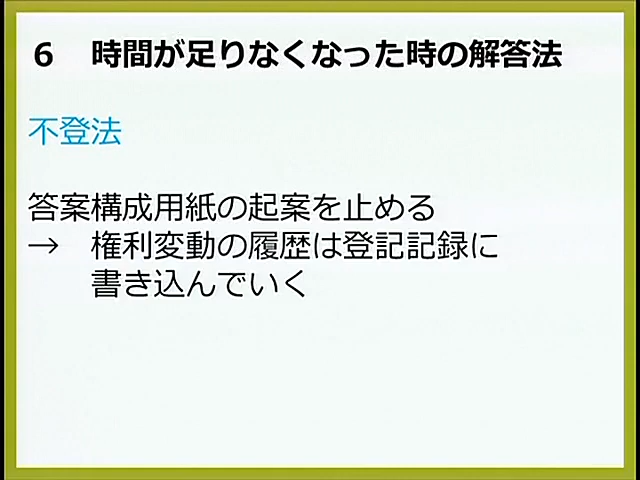 ６　時間が足りなくなった時の解答法
不登法
答案構成用紙の起案を止める
→　権利変動の履歴は登記記録に
書き込んでいく